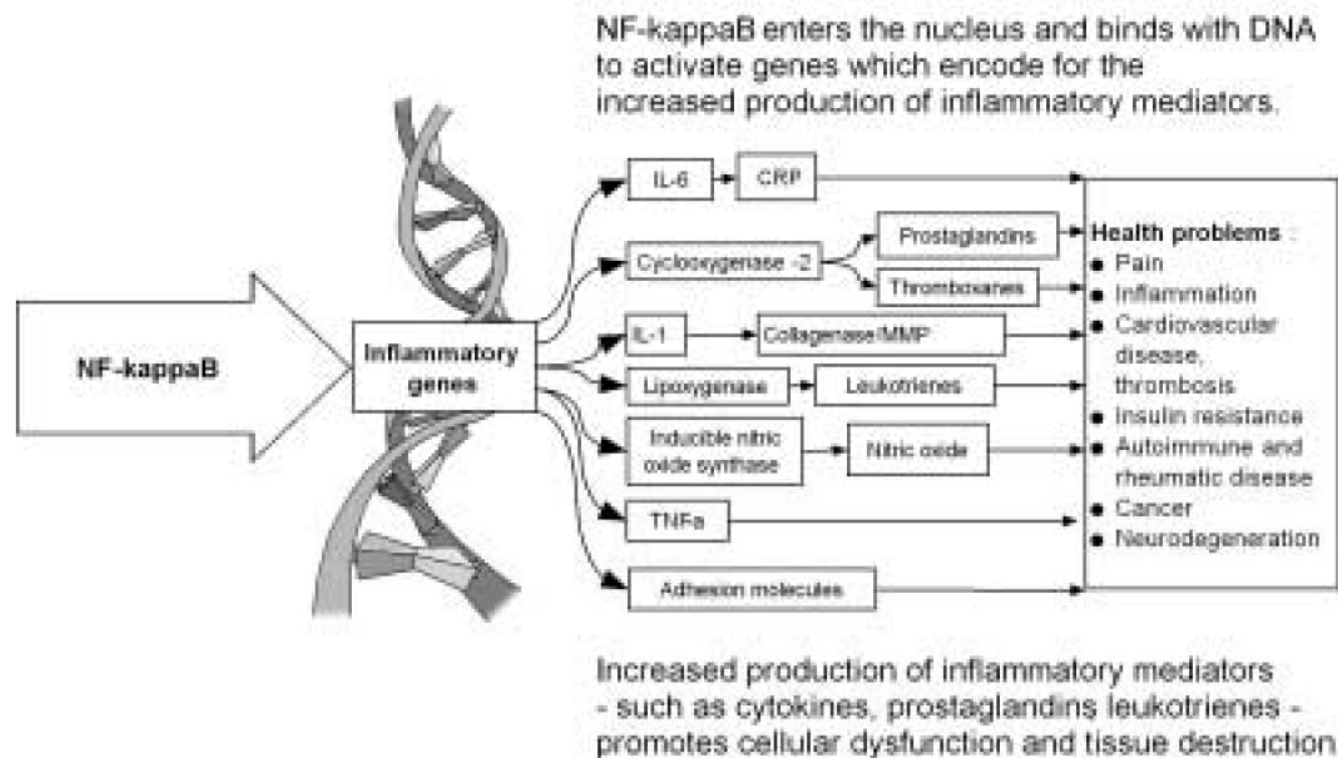 NF-kappaB enters the nucleus and binds with DNA
to activate genes which encode for the
increased production of inflammatory mediators.
NF-kappaB
Inflammatory
genes
IL-6
CRP
Cyclooxygenase -2
Prostaglandins
Thromboxanes
IL-1
Collagenase/MMP
Lipoxygenase
Leukotrienes
Inducible nitric
oxide synthase
Nitric oxide
TNFa
Adhesion molecules
Health problems :
● Pain
● Inflammation
● Cardiovascular
disease,
thrombosis
● Insulin resistance
● Autoimmune and
rheumatic disease
● Cancer
● Neurodegeneration
Increased production of inflammatory mediators
- such as cytokines, prostaglandins leukotrienes -
promotes cellular dysfunction and tissue destruction